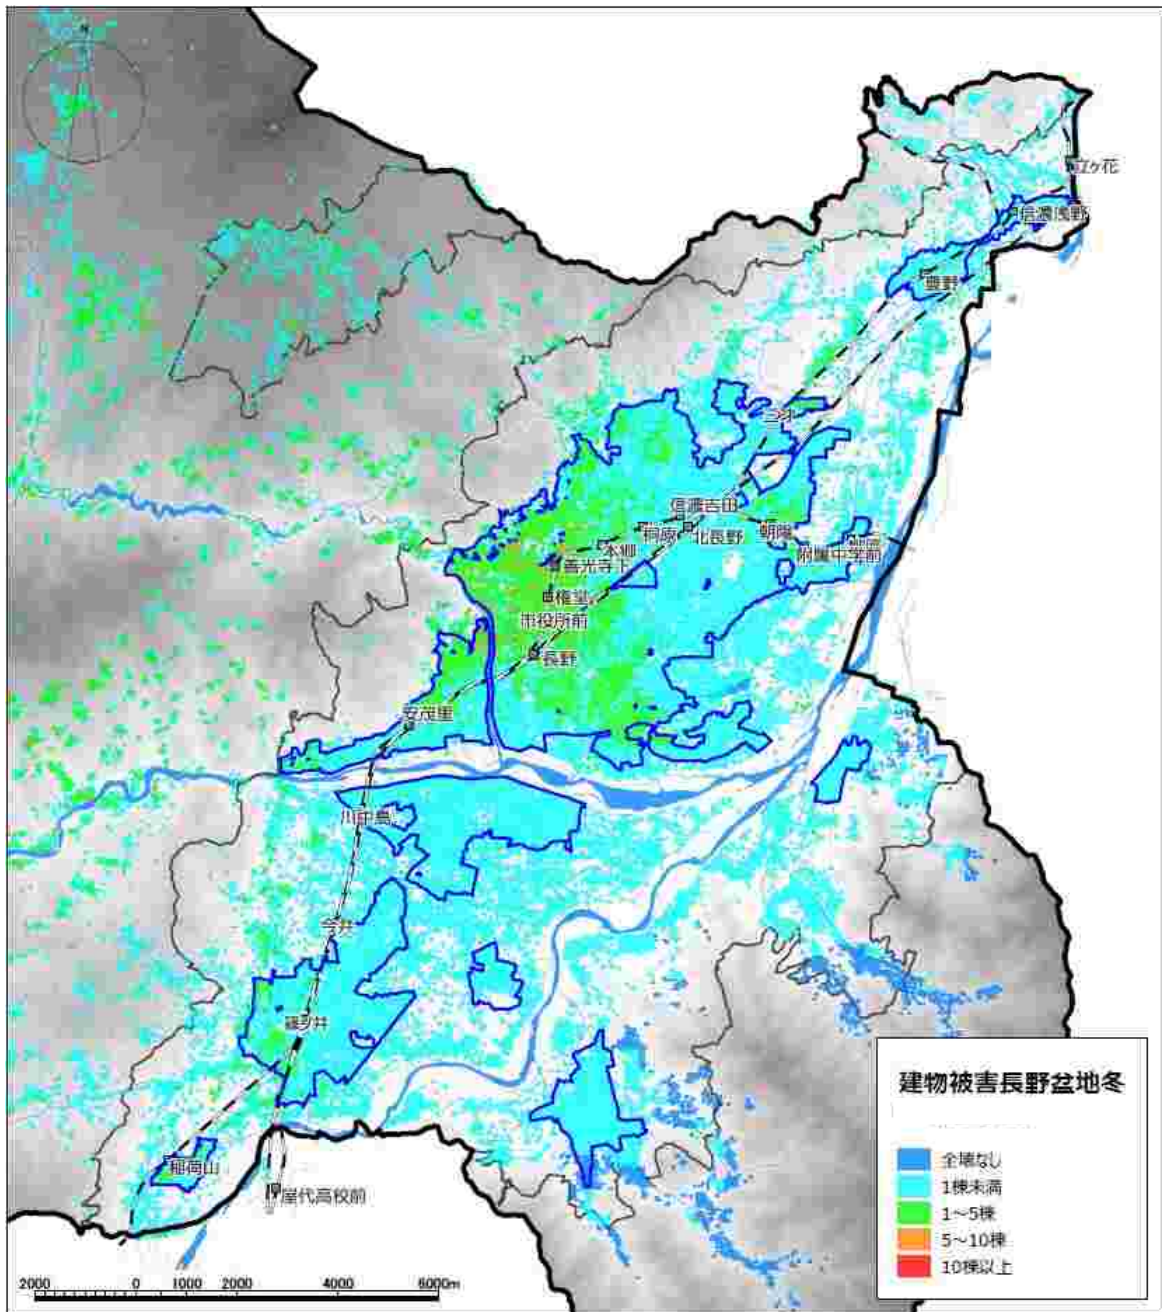 立ヶ花
信濃浅野
豊野
三才
信濃吉田
桐原
北長野
朝陽
附属中学前
本郷
善光寺下
権堂
市役所前
長野
安茂里
川中島
今井
篠ノ井
稲荷山
屋代高校前
建物被害長野盆地冬
全壊なし
1棟未満
1～5棟
5～10棟
10棟以上
2000 0 1000 2000 4000 6000m